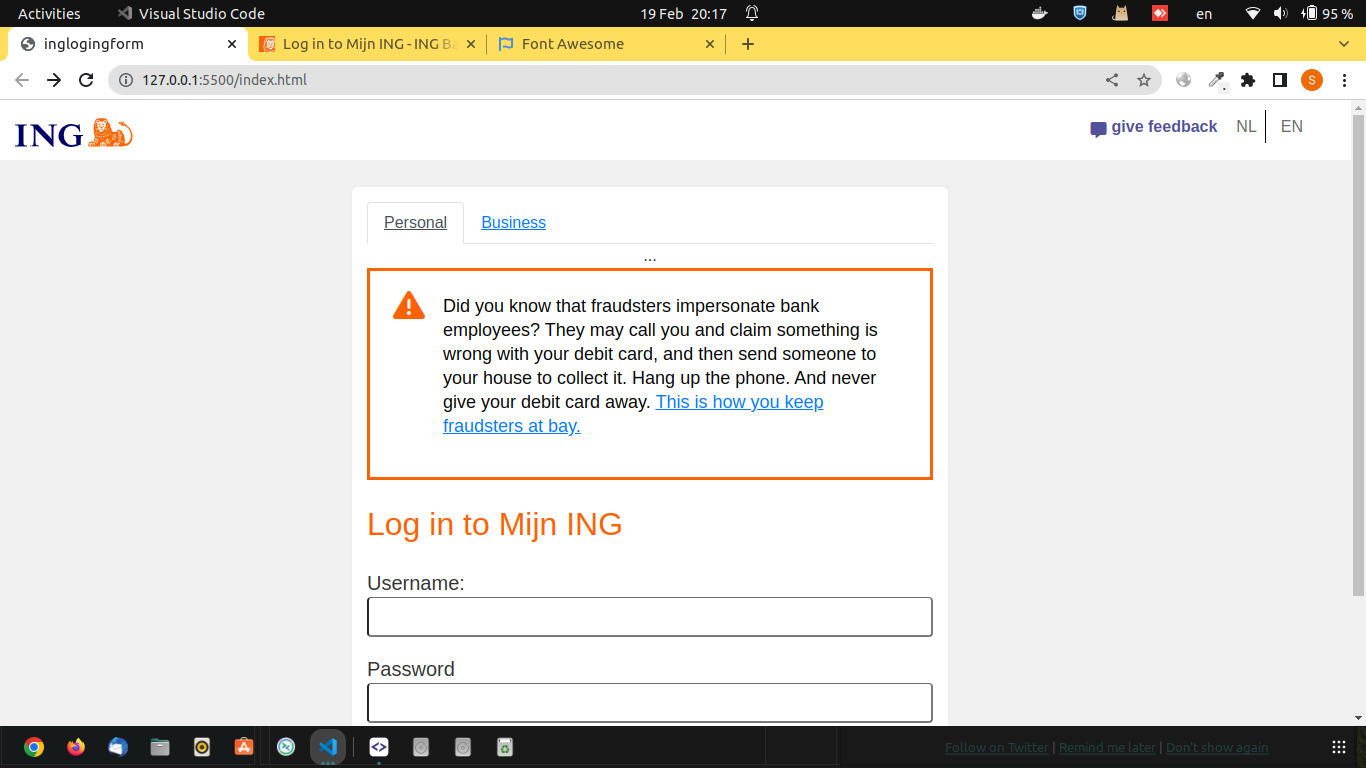 Activities Visual Studio Code 19 Feb 20:17 en 95 %
inglogingform Log in to Mijn ING - ING Ba Font Awesome
127.0.0.1:5500/index.html S
ING give feedback NL EN
Personal Business
...
Did you know that fraudsters impersonate bank
employees? They may call you and claim something is
wrong with your debit card, and then send someone to
your house to collect it. Hang up the phone. And never
give your debit card away. This is how you keep
fraudsters at bay.
Log in to Mijn ING
Username:
Password
Follow on Twitter | Remind me later | Don't show again